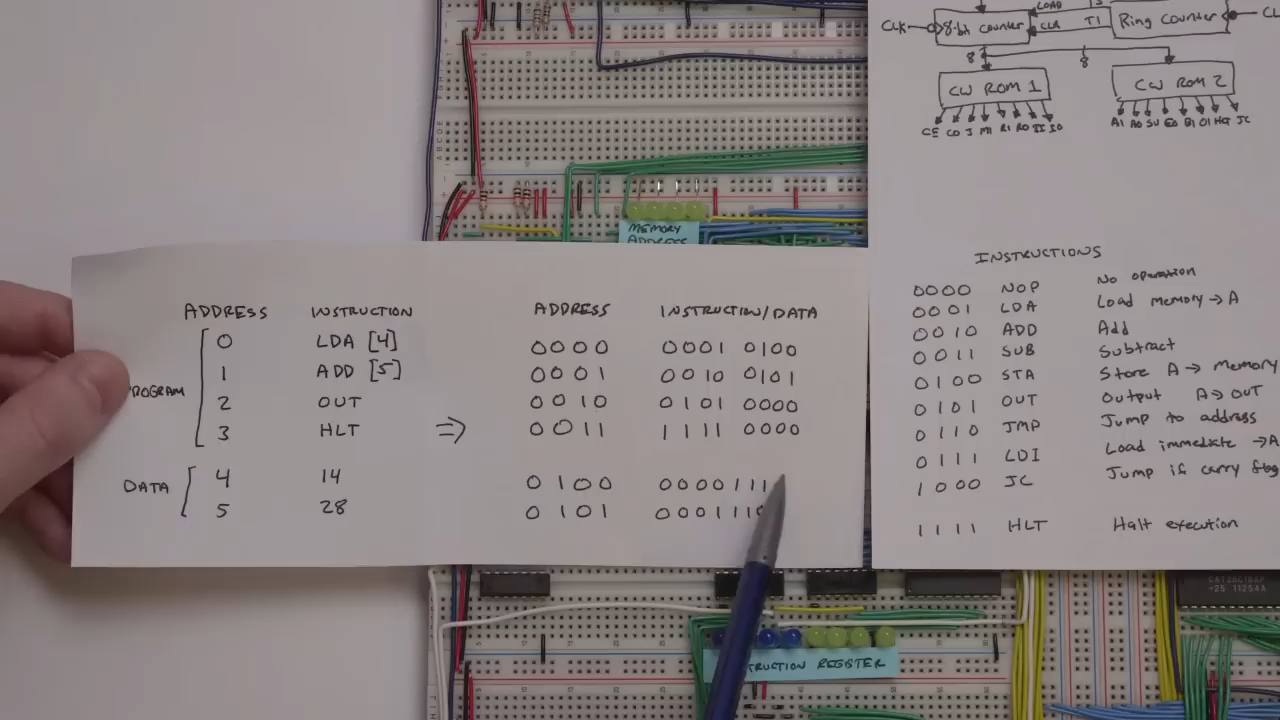 CLK
8-bit counter
LOAD
CLR T1
Ring Counter
8
8
CW ROM 1
CW ROM 2
CE CO J MI RI RO II IO
AI AO SU EO BI OI HLT JC
MEMORY
ADDRESS
ADDRESS INSTRUCTION
0 LDA [4]
1 ADD [5]
2 OUT
3 HLT
DATA
4 14
5 28
⇒
ADDRESS INSTRUCTION/DATA
0000 0001 0100
0001 0010 0101
0010 0101 0000
0011 1111 0000
0100
0101
INSTRUCTIONS
0000 NOP No operation
0001 LDA Load memory → A
0010 ADD Add
0011 SUB Subtract
0100 STA Store A → memory
0101 OUT Output A → OUT
0110 JMP Jump to address
0111 LDI Load immediate → A
1000 JC Jump if carry flag
1111 HLT Halt execution
REGISTER